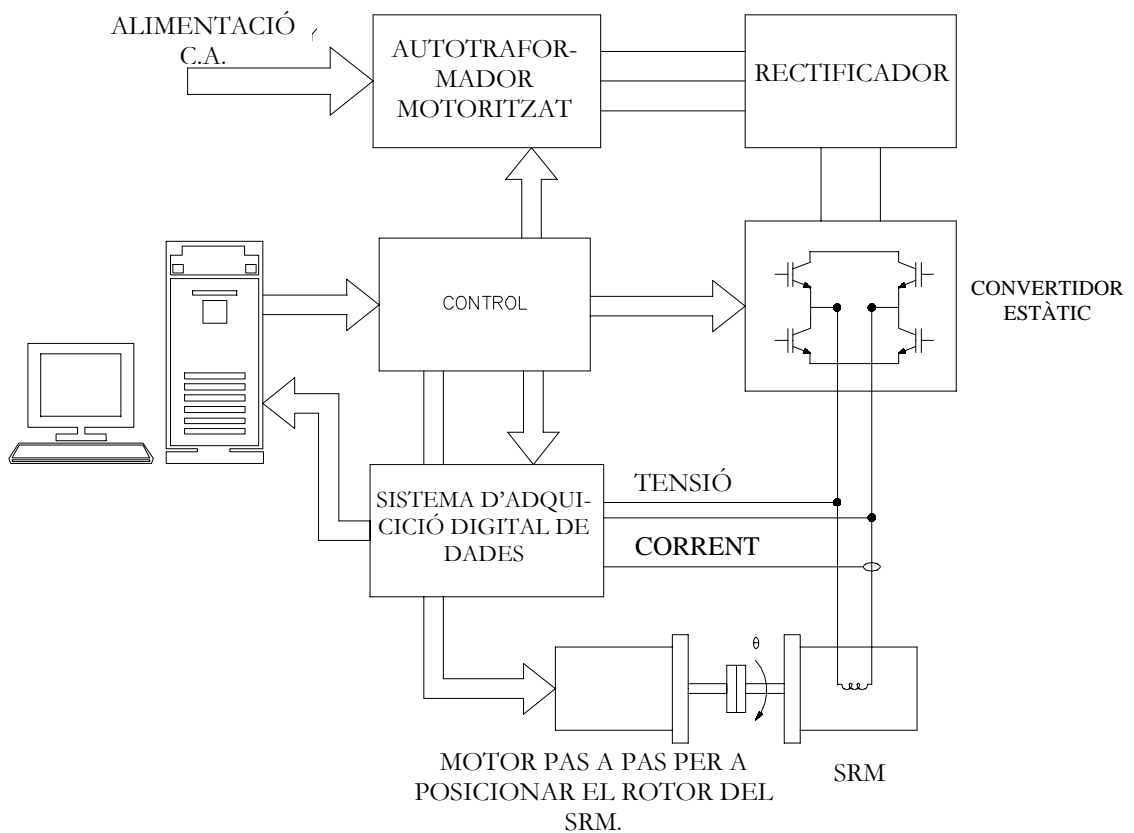 ALIMENTACIÓ
C.A.
AUTOTRAFOR-
MADOR
MOTORITZAT
RECTIFICADOR
CONTROL
CONVERTIDOR
ESTÀTIC
SISTEMA D'ADQUI-
CICIÓ DIGITAL DE
DADES
TENSIÓ
CORRENT
θ
MOTOR PAS A PAS PER A
POSICIONAR EL ROTOR DEL
SRM.
SRM